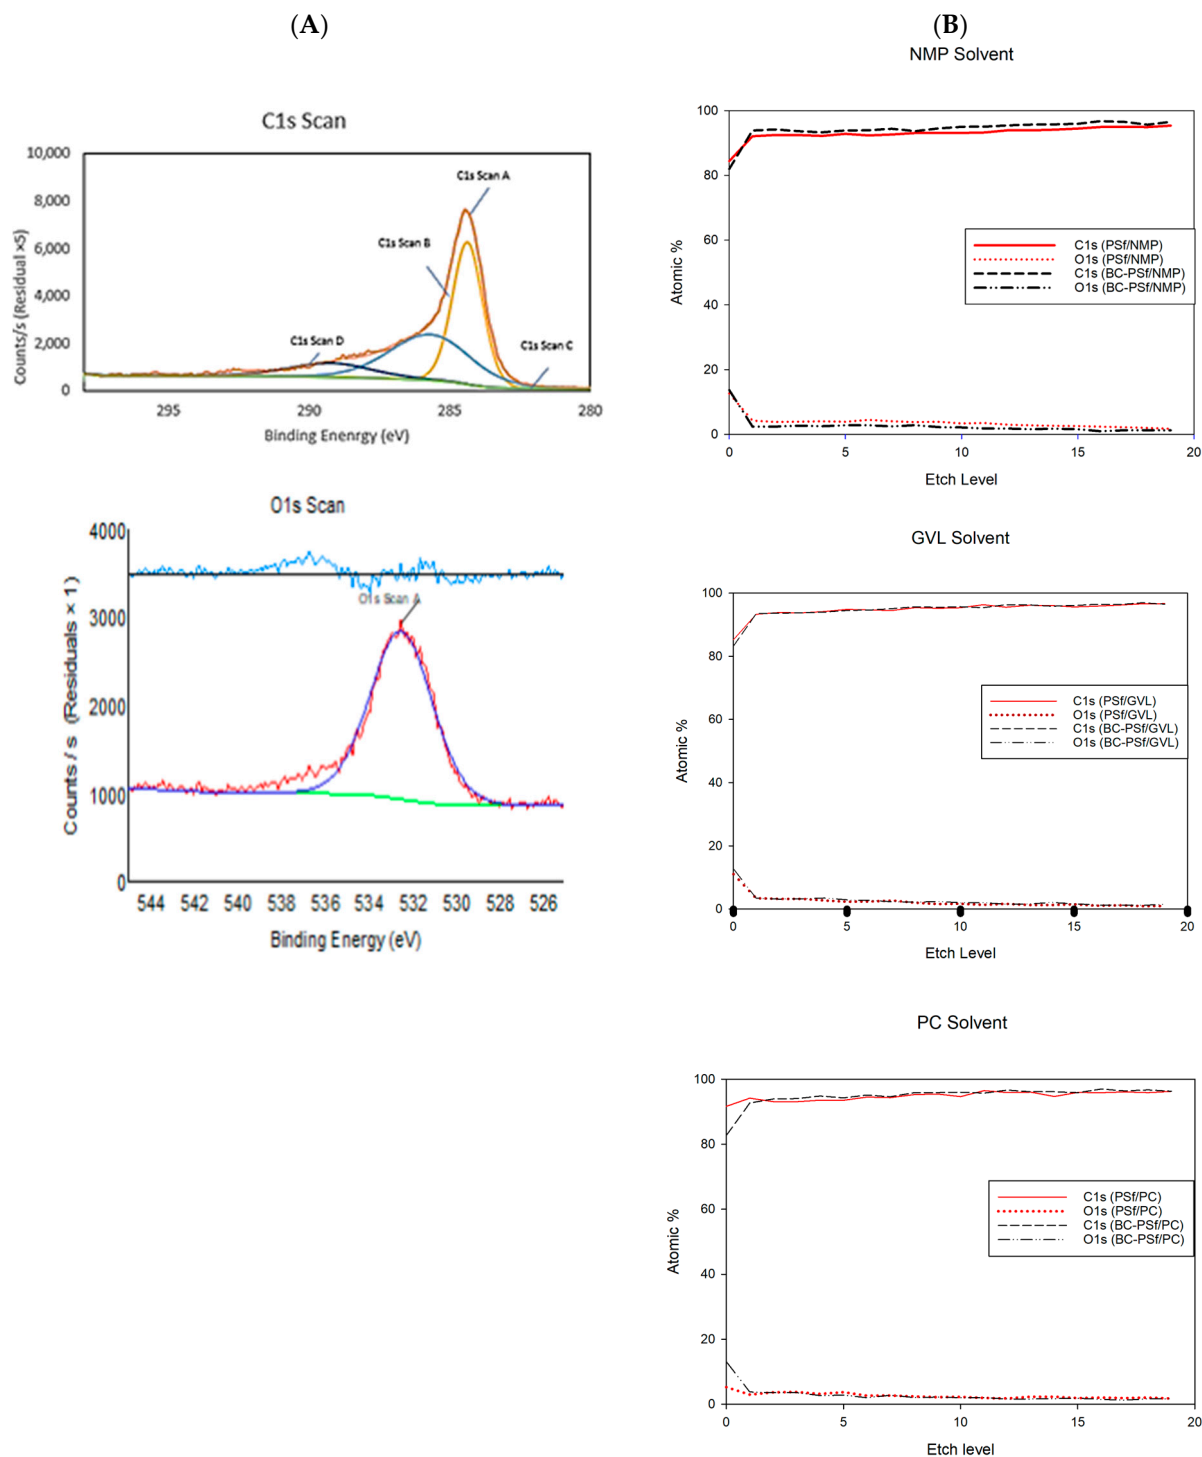 (A)
C1s Scan
10,000
8,000
6,000
4,000
2,000
0
Counts/s (Residual ×5)
C1s Scan A
C1s Scan B
C1s Scan D
C1s Scan C
295
290
285
280
Binding Enenrgy (eV)
O1s Scan
4000
3000
2000
1000
0
Counts / s (Residuals × 1)
O1s Scan A
544 542 540 538 536 534 532 530 528 526
Binding Energy (eV)
(B)
NMP Solvent
100
80
60
40
20
0
Atomic %
C1s (PSf/NMP)
O1s (PSf/NMP)
C1s (BC-PSf/NMP)
O1s (BC-PSf/NMP)
0 5 10 15 20
Etch Level
GVL Solvent
100
80
60
40
20
0
Atomic %
C1s (PSf/GVL)
O1s (PSf/GVL)
C1s (BC-PSf/GVL)
O1s (BC-PSf/GVL)
0 5 10 15 20
Etch Level
PC Solvent
100
80
60
40
20
0
Atomic %
C1s (PSf/PC)
O1s (PSf/PC)
C1s (BC-PSf/PC)
O1s (BC-PSf/PC)
0 5 10 15 20
Etch level